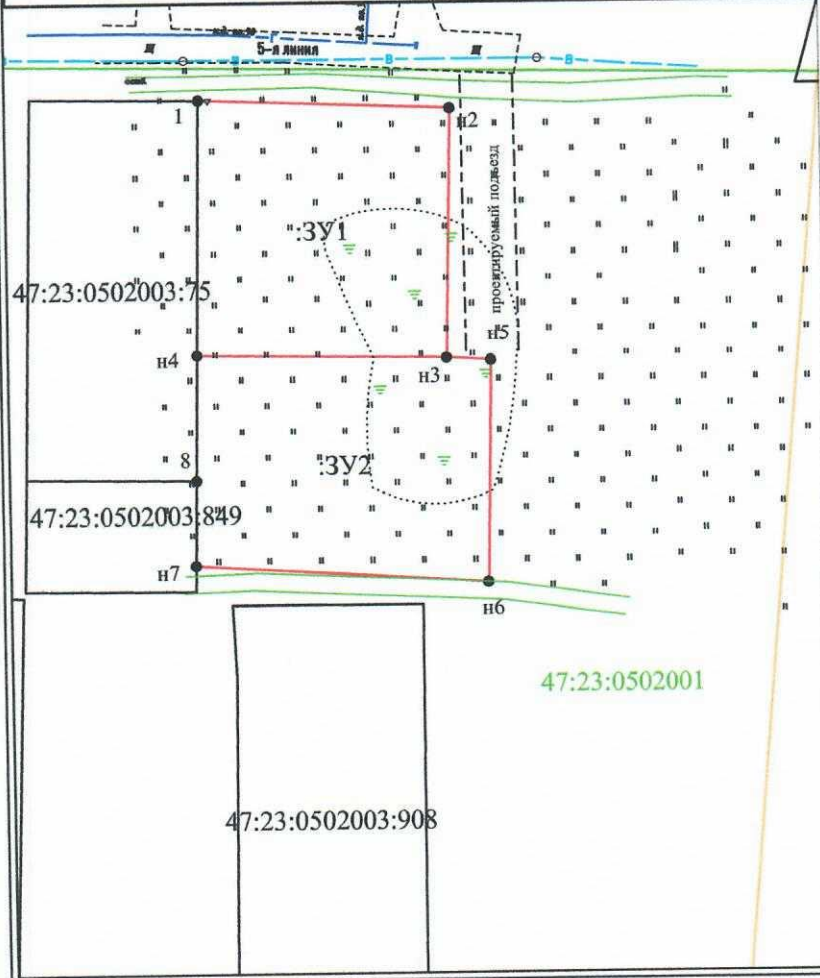 5-я линия
В
В
1
н2
:ЗУ1
проектируемый подъезд
47:23:0502003:75
н5
н4
н3
8
:ЗУ2
47:23:0502003:849
н7
н6
47:23:0502001
47:23:0502003:908